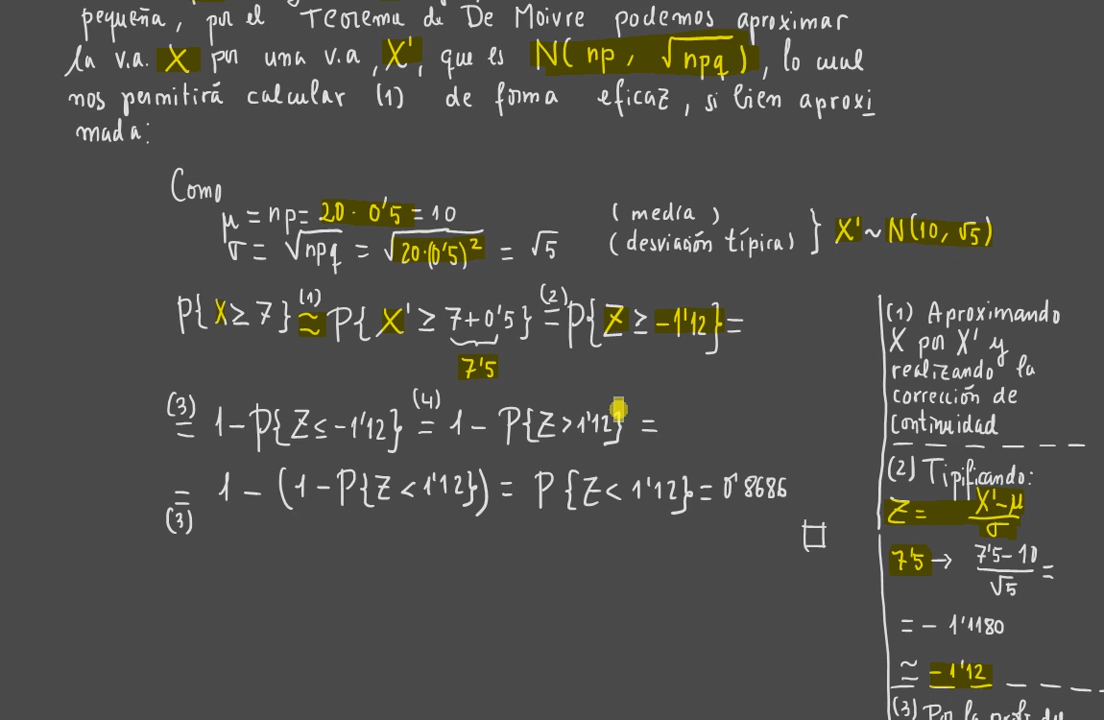 pequeña, por el Teorema de De Moivre podemos aproximar
la v.a. X por una v.a, X', que es N(np, √npq), lo cual
nos permitirá calcular (1) de forma eficaz, si bien aproxi
mada:
Como
μ = np = 20 · 0'5 = 10 (media)
σ = √npq = √20·(0'5)² = √5 (desviación típica) } X' ~ N(10, √5)
P{X ≥ 7} ≈(1) P{X' ≥ 7+0'5} =(2) P{Z ≥ -1'12} =
7'5
=(3) 1-P{Z ≤ -1'12} =(4) 1 - P{Z > 1'12} =
=(3) 1 - (1-P{Z < 1'12}) = P{Z < 1'12} = 0'8686
□
(1) Aproximando
X por X' y
realizando la
corrección de
continuidad
(2) Tipificando:
Z = X'-μ / σ
7'5 → 7'5-10 / √5 =
= - 1'1180
≃ -1'12
(3) Por la prob. de